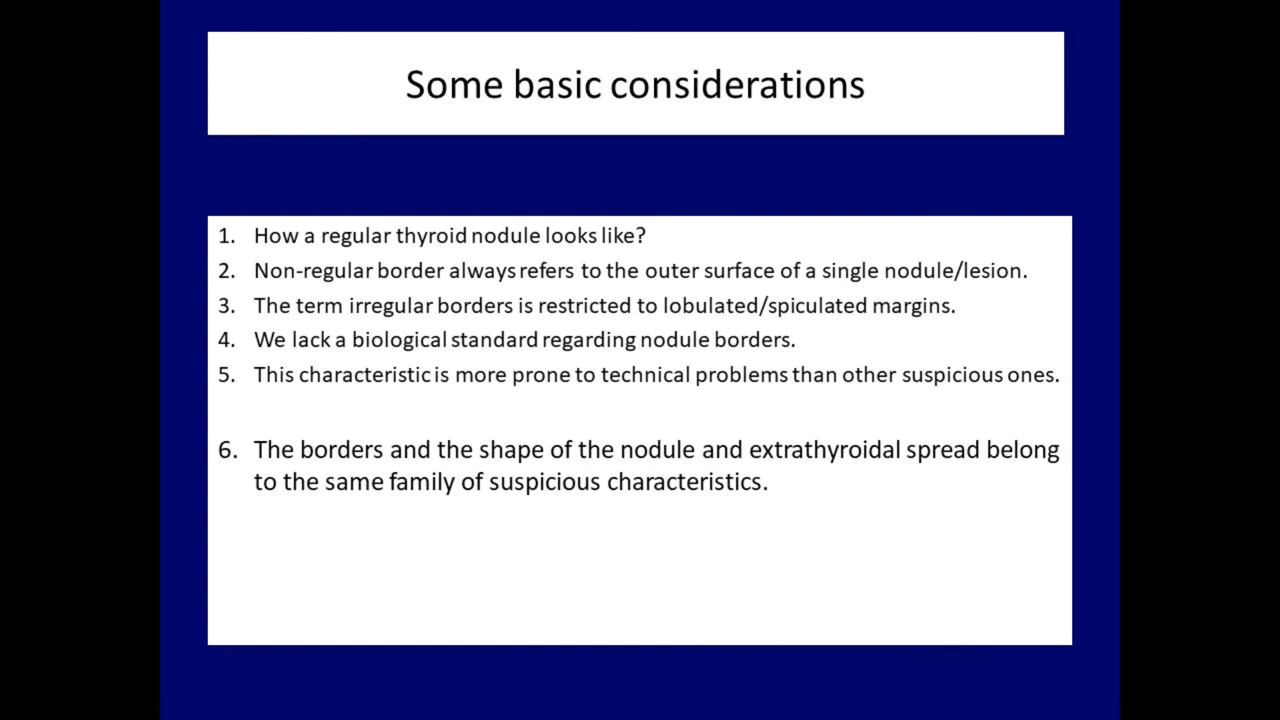 Some basic considerations
1. How a regular thyroid nodule looks like?
2. Non-regular border always refers to the outer surface of a single nodule/lesion.
3. The term irregular borders is restricted to lobulated/spiculated margins.
4. We lack a biological standard regarding nodule borders.
5. This characteristic is more prone to technical problems than other suspicious ones.
6. The borders and the shape of the nodule and extrathyroidal spread belong
to the same family of suspicious characteristics.